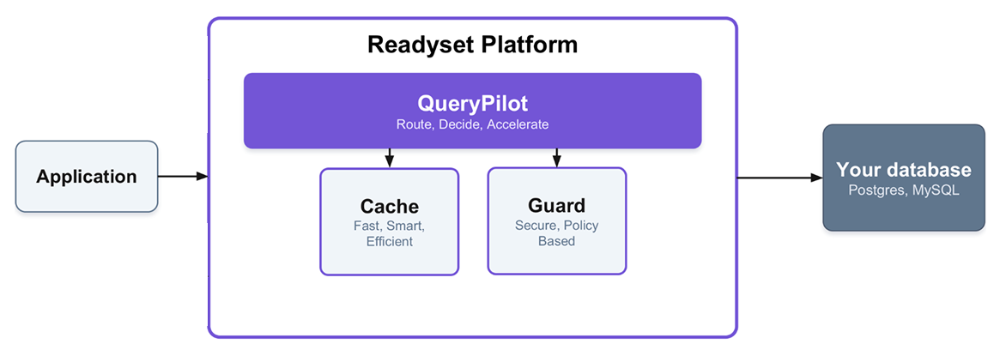 Readyset Platform
QueryPilot
Route, Decide, Accelerate
Application
Cache
Fast, Smart,
Efficient
Guard
Secure, Policy
Based
Your database
Postgres, MySQL